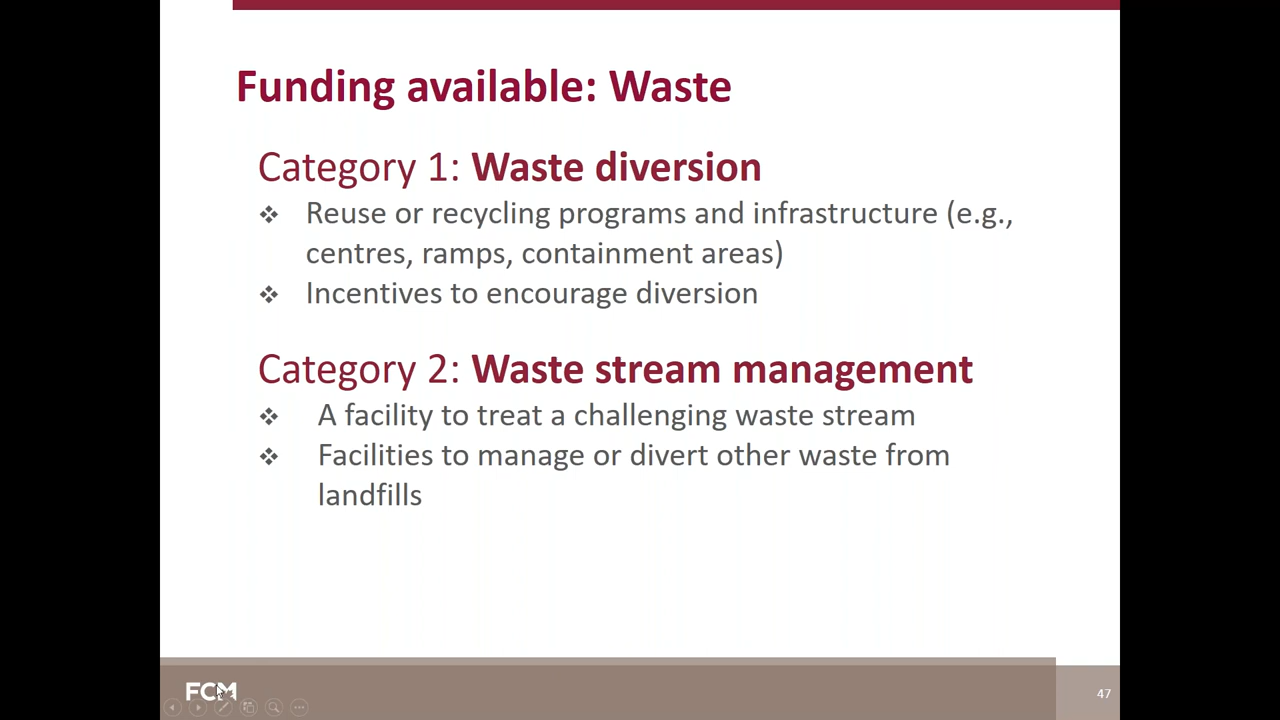 Funding available: Waste
Category 1: Waste diversion
❖ Reuse or recycling programs and infrastructure (e.g.,
centres, ramps, containment areas)
❖ Incentives to encourage diversion
Category 2: Waste stream management
❖ A facility to treat a challenging waste stream
❖ Facilities to manage or divert other waste from
landfills
FCM
47